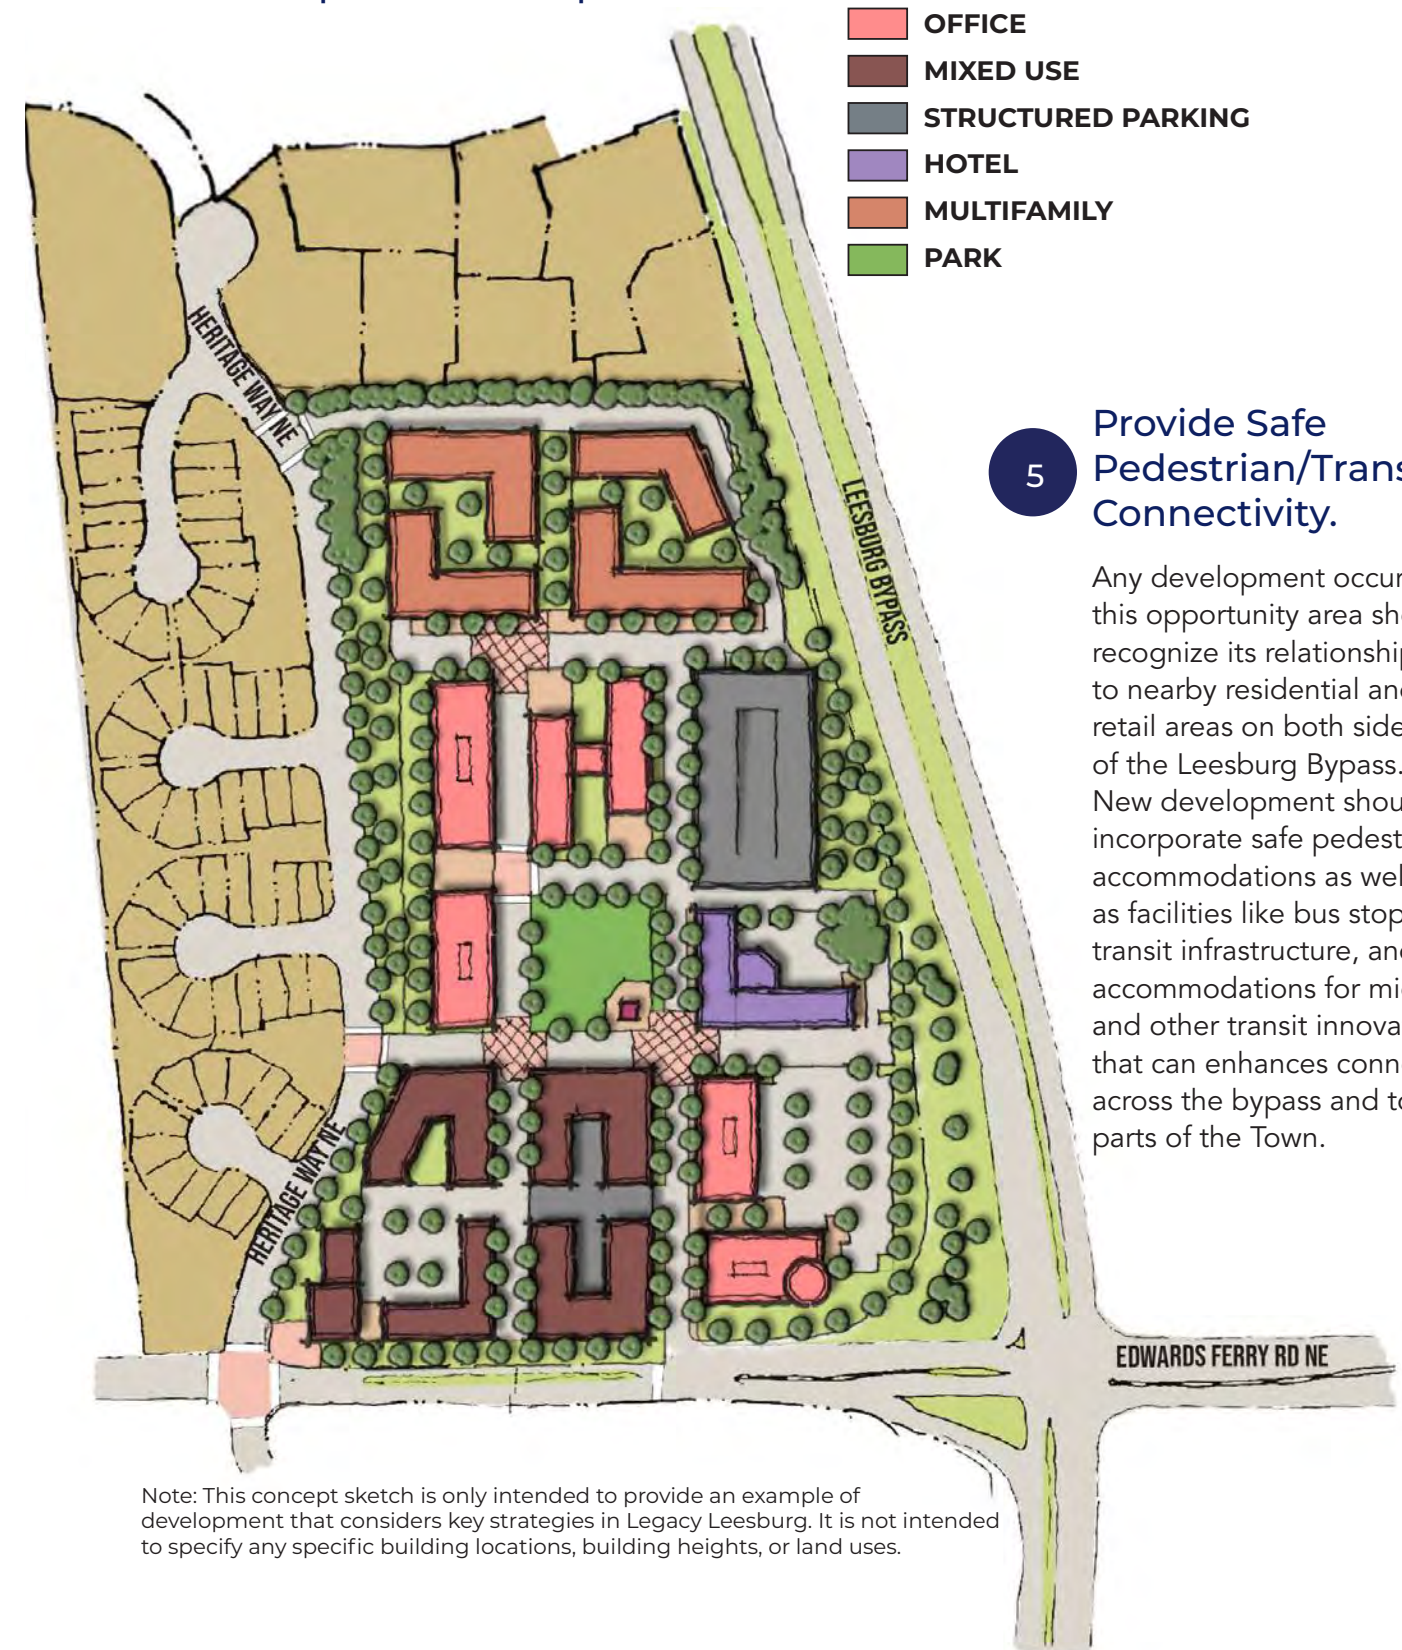 OFFICE
MIXED USE
STRUCTURED PARKING
HOTEL
MULTIFAMILY
PARK
HERITAGE WAY NE
LEESBURG BYPASS
5
Provide Safe
Pedestrian/Trans
Connectivity.
Any development occur
this opportunity area sh
recognize its relationship
to nearby residential an
retail areas on both side
of the Leesburg Bypass.
New development shou
incorporate safe pedest
accommodations as wel
as facilities like bus stop
transit infrastructure, an
accommodations for mi
and other transit innova
that can enhances conn
across the bypass and to
parts of the Town.
HERITAGE WAY NE
EDWARDS FERRY RD NE
Note: This concept sketch is only intended to provide an example of
development that considers key strategies in Legacy Leesburg. It is not intended
to specify any specific building locations, building heights, or land uses.